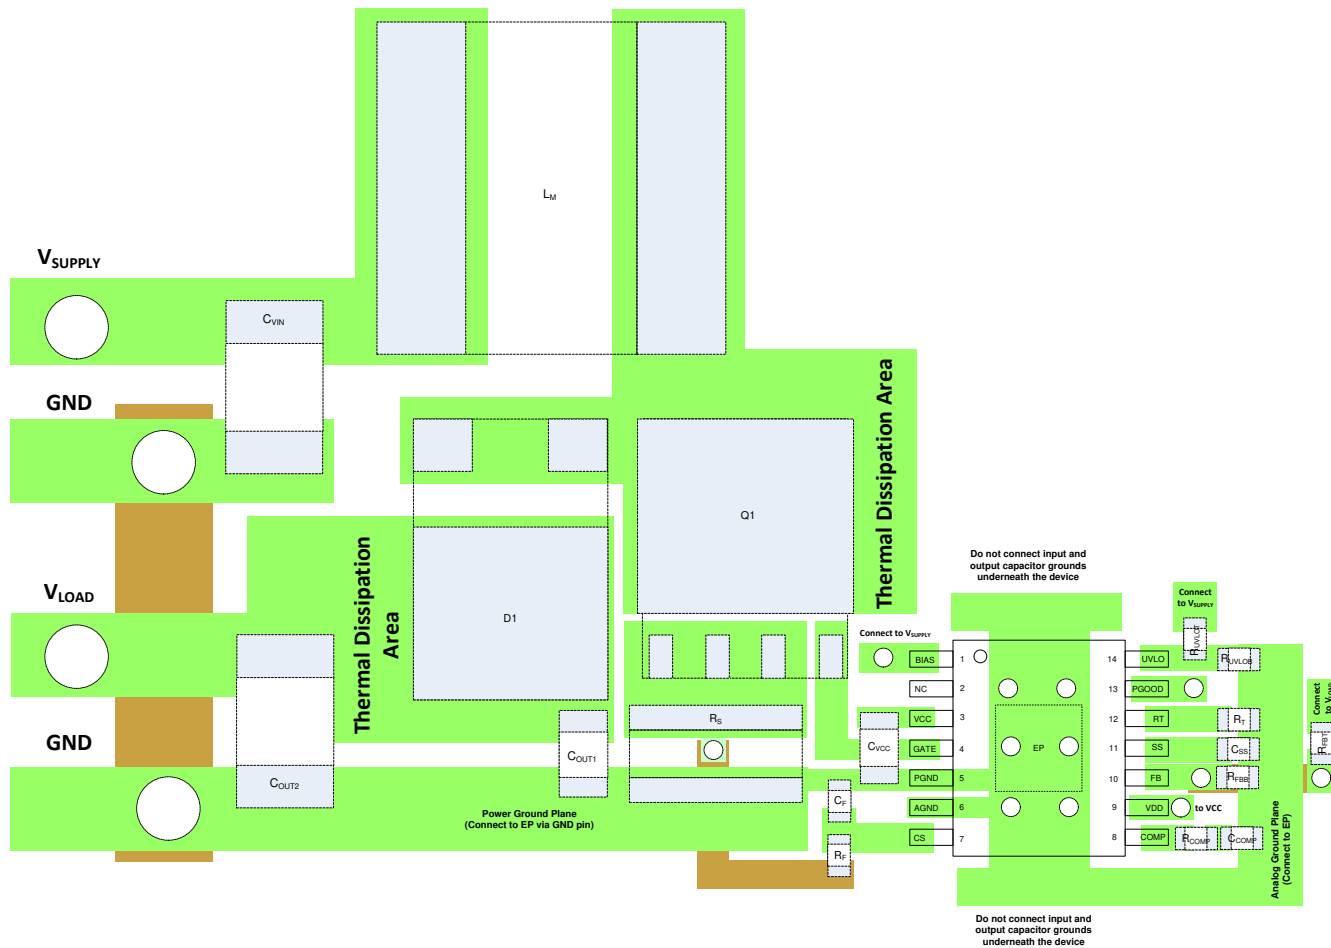 LM
VSUPPLY
CVIN
GND
Thermal Dissipation Area
Q1
Thermal Dissipation
Area
D1
VLOAD
GND
COUT2
COUT1
RS
Power Ground Plane
(Connect to EP via GND pin)
Do not connect input and
output capacitor grounds
underneath the device
Connect to VSUPPLY
Connect
to VSUPPLY
RUVLOT
RUVLOB
BIAS
1
14
UVLO
NC
2
13
PGOOD
VCC
3
12
RT
RT
CVCC
GATE
4
EP
11
SS
CSS
PGND
5
10
FB
RFBB
CF
AGND
6
9
VDD
to VCC
CS
7
8
COMP
RCOMP
CCOMP
RF
Connect
RFBT
Analog Ground Plane
(Connect to EP)
Do not connect input and
output capacitor grounds
underneath the device